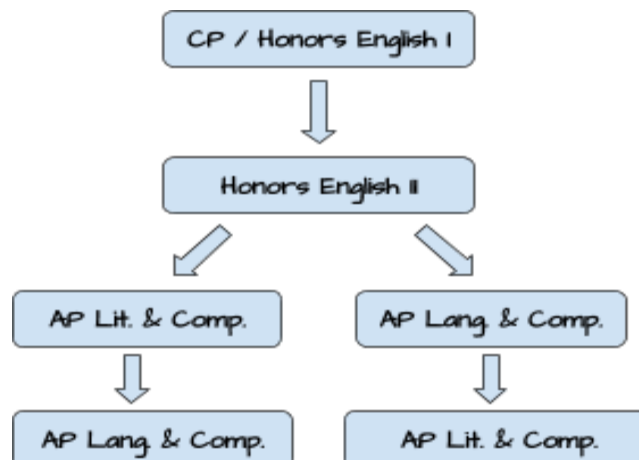 CP / Honors English I
Honors English II
AP Lit. & Comp.
AP Lang. & Comp.
AP Lang. & Comp.
AP Lit. & Comp.